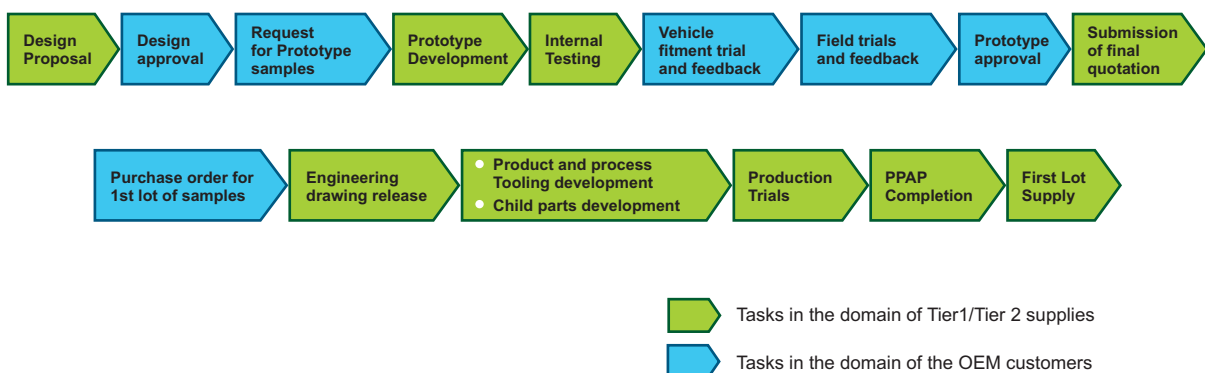 Design
Proposal
Design
approval
Request
for Prototype
samples
Prototype
Development
Internal
Testing
Vehicle
fitment trial
and feedback
Field trials
and feedback
Prototype
approval
Submission
of final
quotation
Purchase order for
1st lot of samples
Engineering
drawing release
Product and process
Tooling development
Child parts development
Production
Trials
PPAP
Completion
First Lot
Supply
Tasks in the domain of Tier1/Tier 2 supplies
Tasks in the domain of the OEM customers